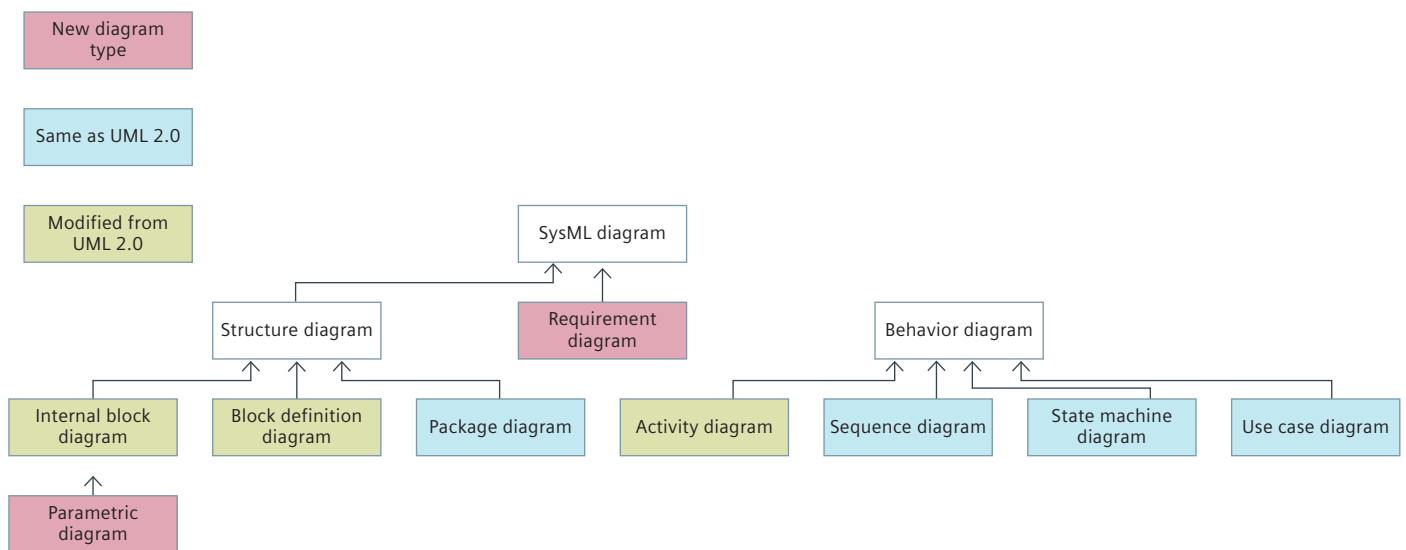 New diagram
type
Same as UML 2.0
Modified from
UML 2.0
SysML diagram
Structure diagram
Requirement
diagram
Behavior diagram
Internal block
diagram
Block definition
diagram
Package diagram
Activity diagram
Sequence diagram
State machine
diagram
Use case diagram
Parametric
diagram